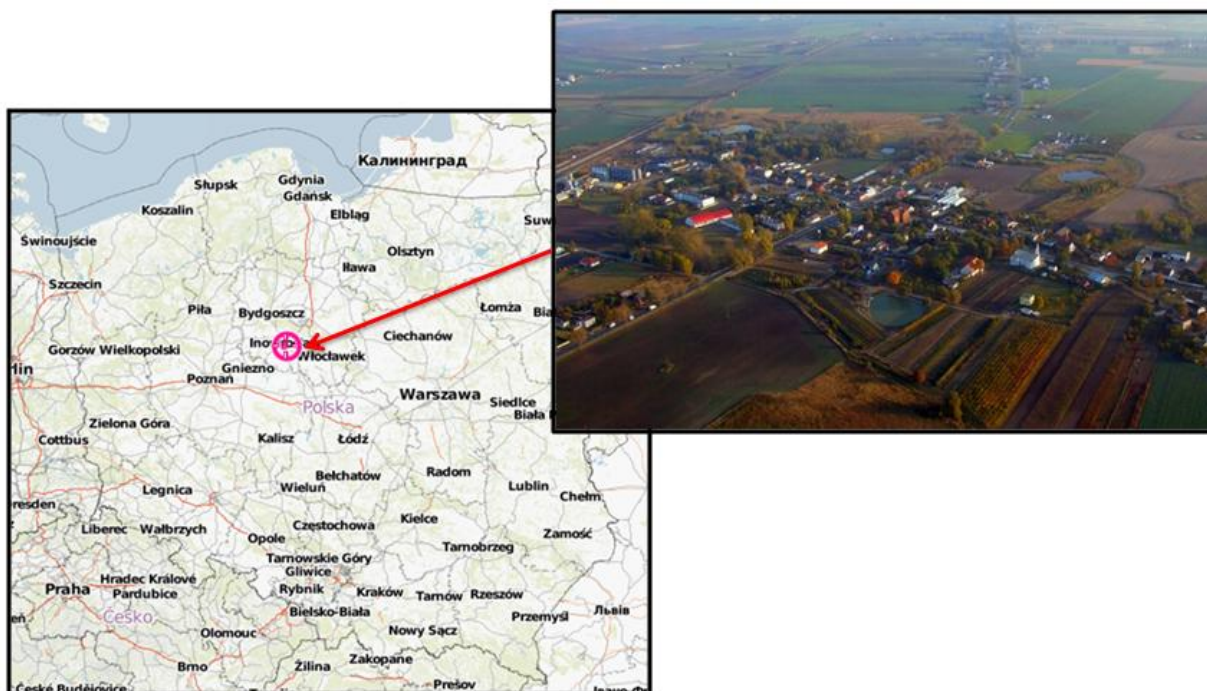 Калининград
Gdynia
Słupsk
Gdańsk
Koszalin
Elbląg
Suw
Świnoujście
Olsztyn
Iława
Szczecin
Piła
Bydgoszcz
Łomża
Bia
Ciechanów
Gorzów Wielkopolski
Włocławek
Gniezno
lin
Poznań
Warszawa
Siedlce
Polska
Biała
Zielona Góra
Cottbus
Kalisz
Łódź
Bełchatów
Radom
Legnica
Wieluń
Lublin
Chełm
resden
Częstochowa
Kielce
Liberec
Wałbrzych
Opole
Zamość
Tarnobrzeg
Tarnowskie Góry
Gliwice
Hradec Králové
Praha
Pardubice
Rybnik
Kraków
Tarnów
Rzeszów
Bielsko-Biała
Przemyśl
Львів
Česko
Olomouc
Nowy Sącz
Brno
Žilina
Zakopane
České Budějovice
Prešov